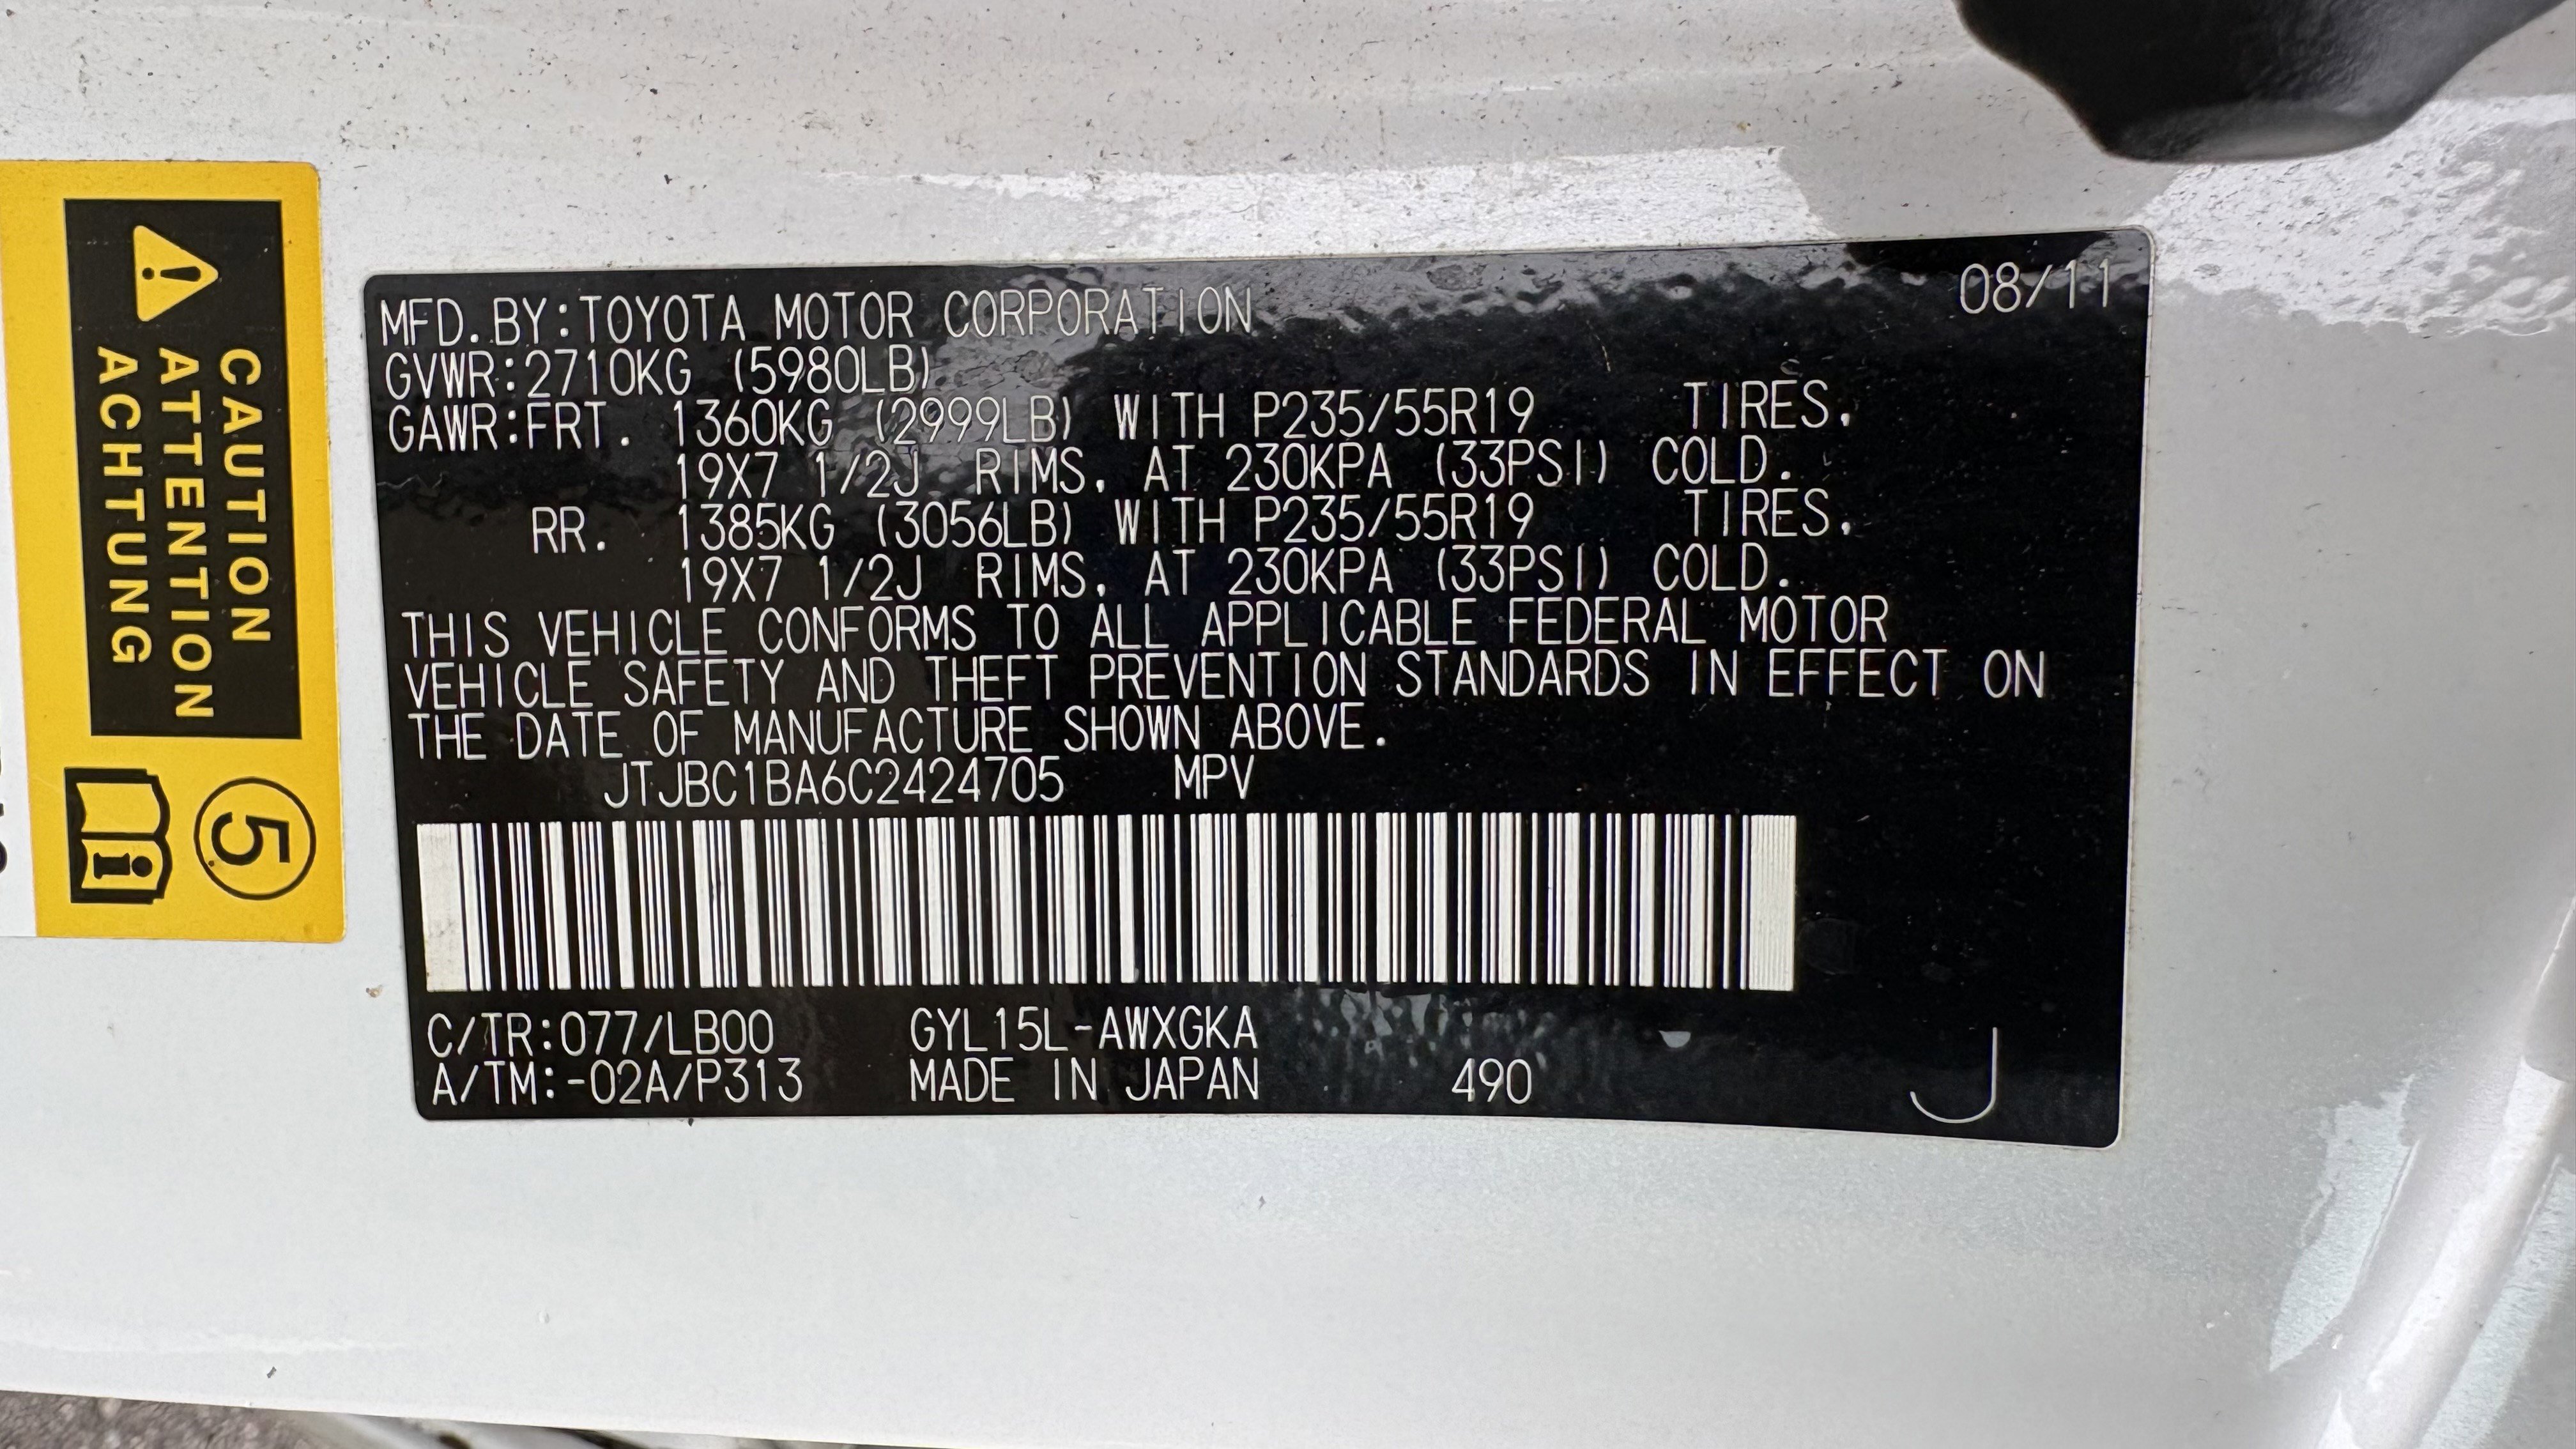 CAUTION
ATTENTION
ACHTUNG
5
MFD.BY:TOYOTA MOTOR CORPORATION 08/11
GVWR:2710KG (5980LB)
GAWR:FRT. 1360KG (2999LB) WITH P235/55R19 TIRES.
19X7 1/2J RIMS. AT 230KPA (33PSI) COLD.
RR. 1385KG (3056LB) WITH P235/55R19 TIRES.
19X7 1/2J RIMS. AT 230KPA (33PSI) COLD.
THIS VEHICLE CONFORMS TO ALL APPLICABLE FEDERAL MOTOR
VEHICLE SAFETY AND THEFT PREVENTION STANDARDS IN EFFECT ON
THE DATE OF MANUFACTURE SHOWN ABOVE.
JTJBC1BA6C2424705 MPV
C/TR:077/LB00 GYL15L-AWXGKA
A/TM:-02A/P313 MADE IN JAPAN 490 J